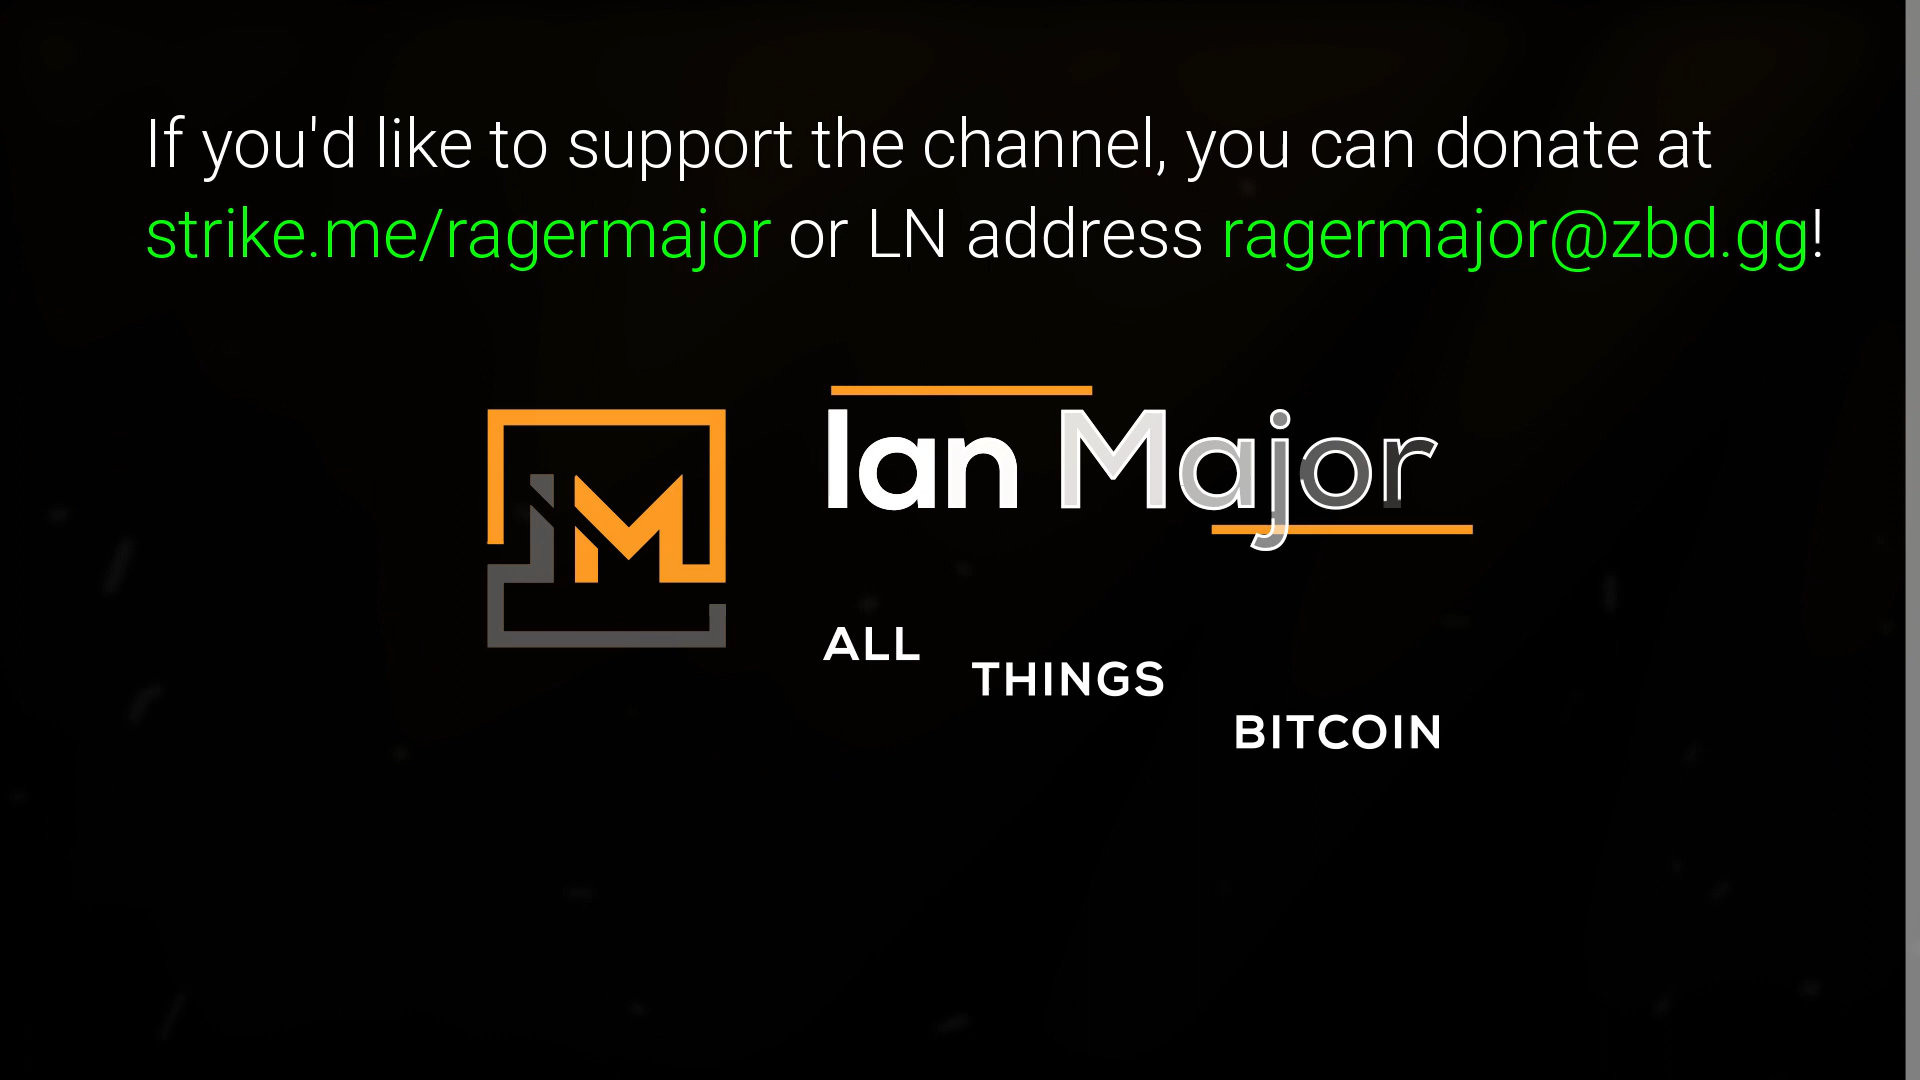 If you'd like to support the channel, you can donate at
strike.me/ragermajor or LN address ragermajor@zbd.gg!
Ian Major
ALL
THINGS
BITCOIN